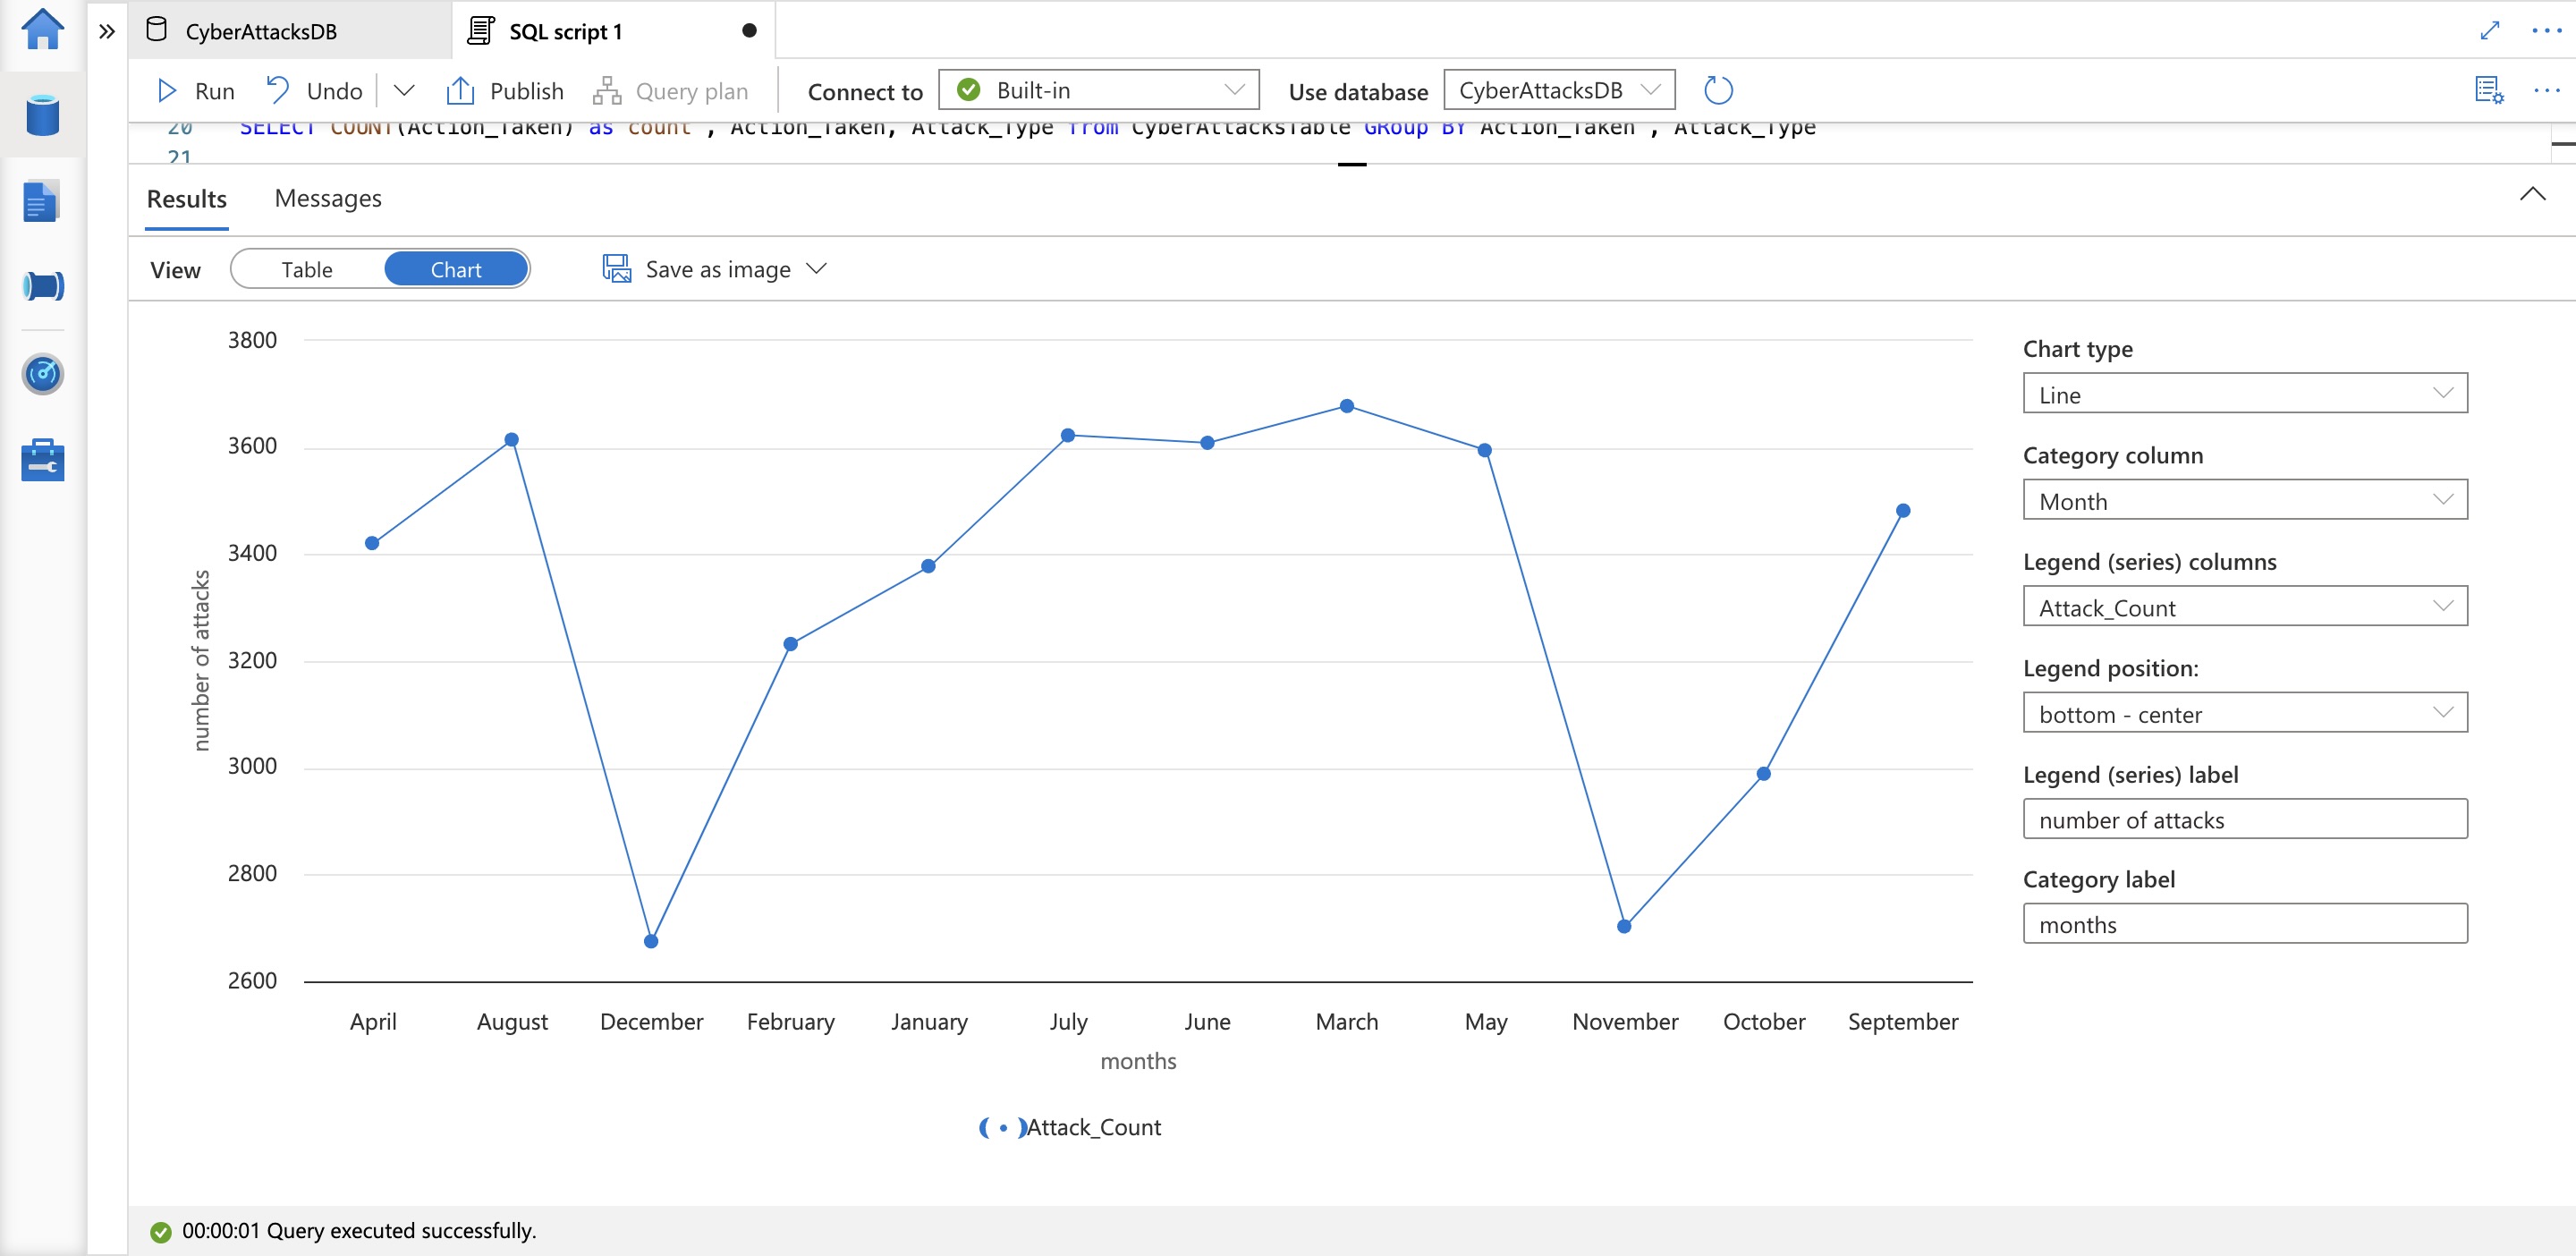 CyberAttacksDB
SQL script 1
Run
Undo
Publish
Query plan
Connect to
Built-in
Use database
CyberAttacksDB
20 SELECT COUNT(Action_Taken) as count , Action_Taken, Attack_Type from CyberAttacksTable GRoup BY Action_Taken , Attack_Type
21
Results
Messages
View
Table
Chart
Save as image
3800
3600
3400
3200
3000
2800
2600
number of attacks
April
August
December
February
January
July
June
March
May
November
October
September
months
Attack_Count
Chart type
Line
Category column
Month
Legend (series) columns
Attack_Count
Legend position:
bottom - center
Legend (series) label
number of attacks
Category label
months
00:00:01 Query executed successfully.